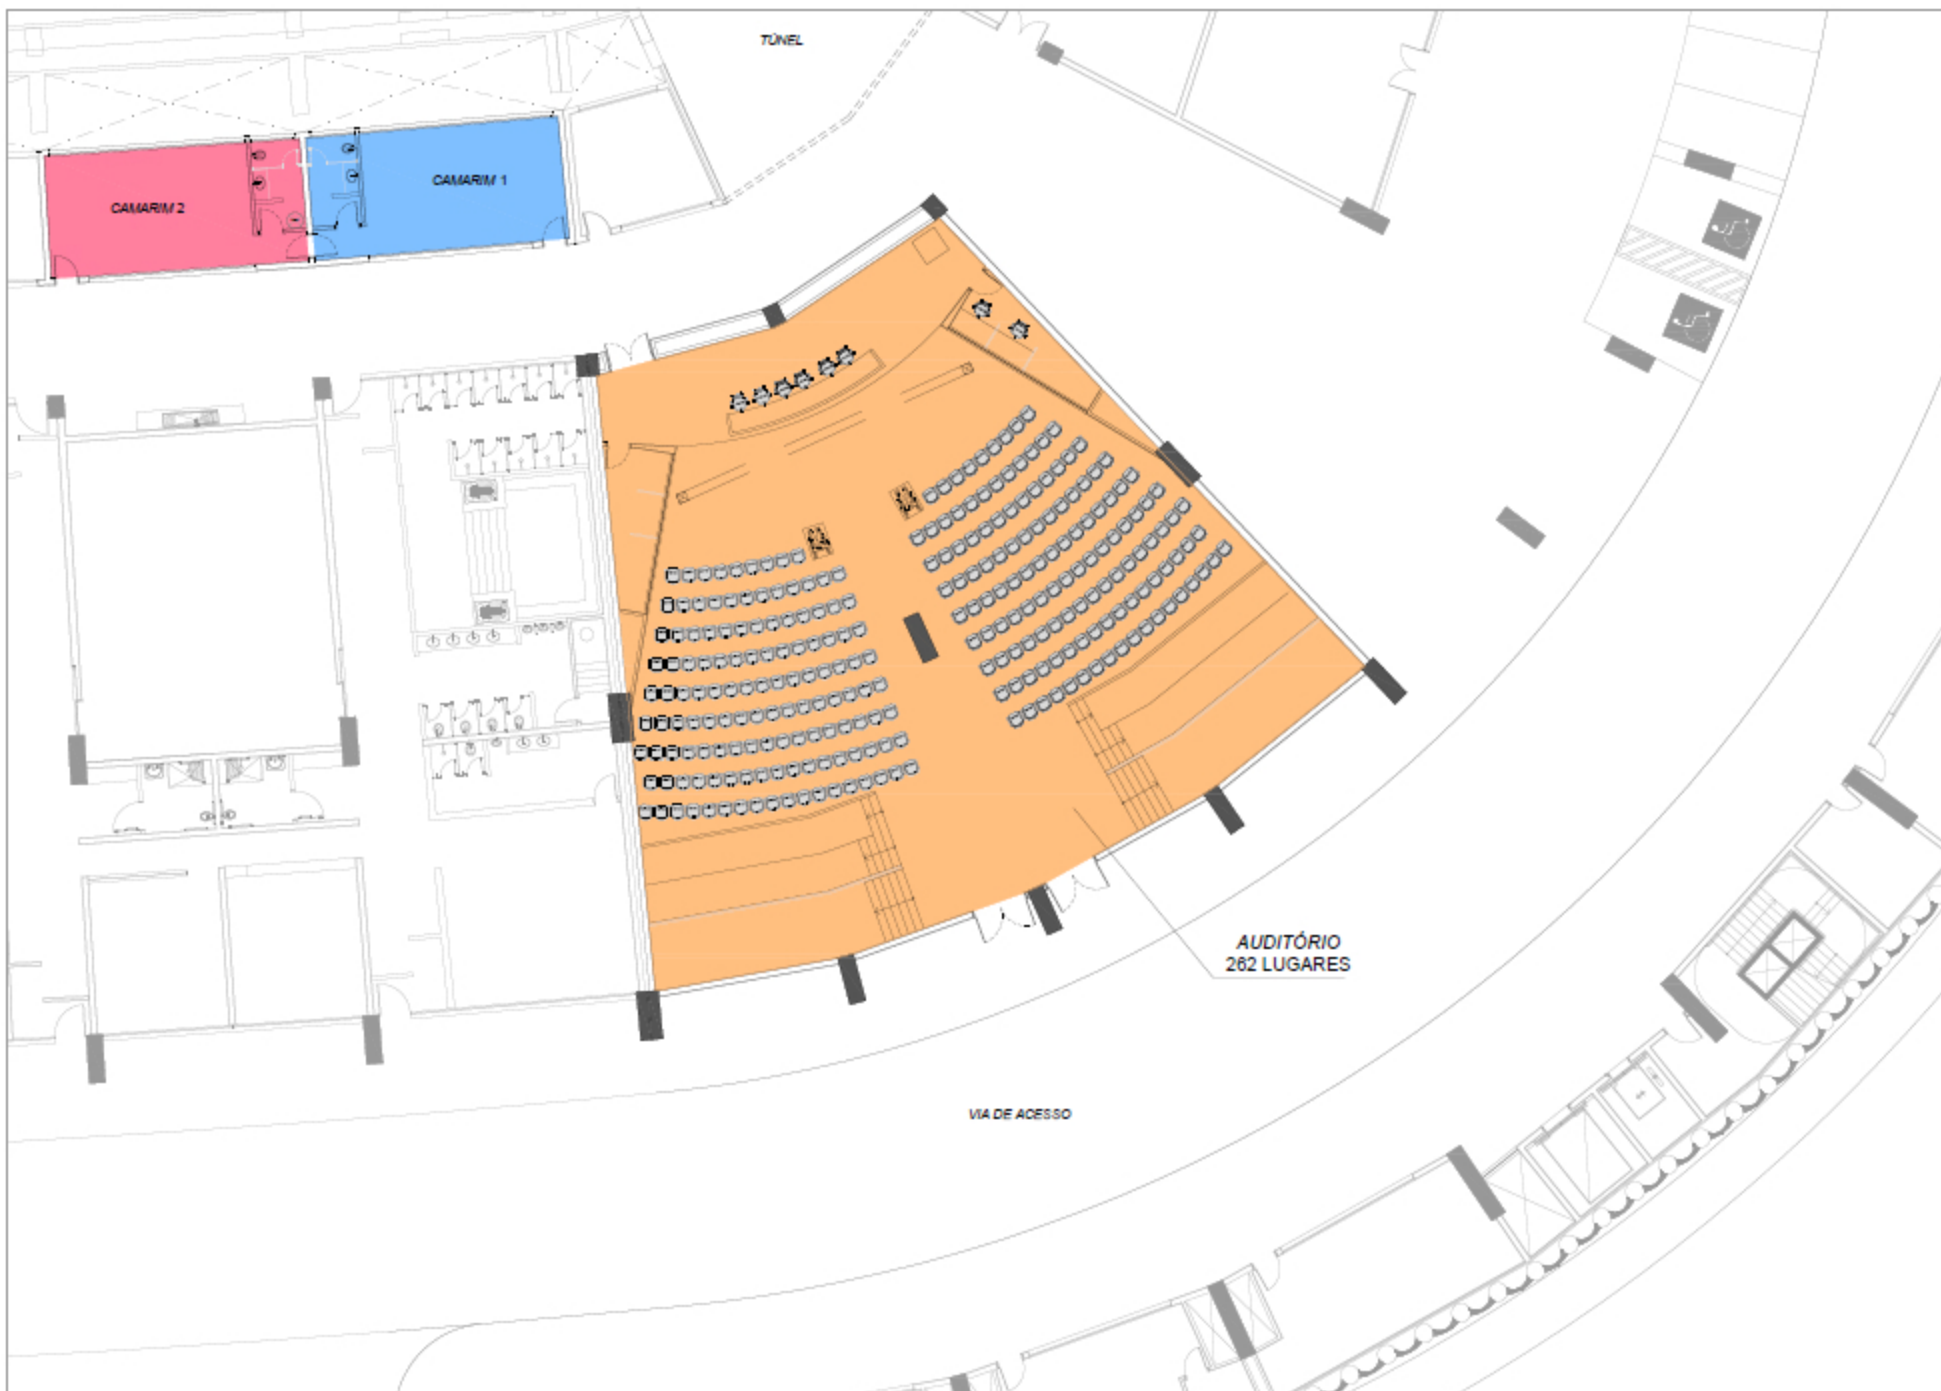 TÚNEL
CAMARIM 1
CAMARIM 2
AUDITÓRIO
262 LUGARES
VIA DE ACESSO